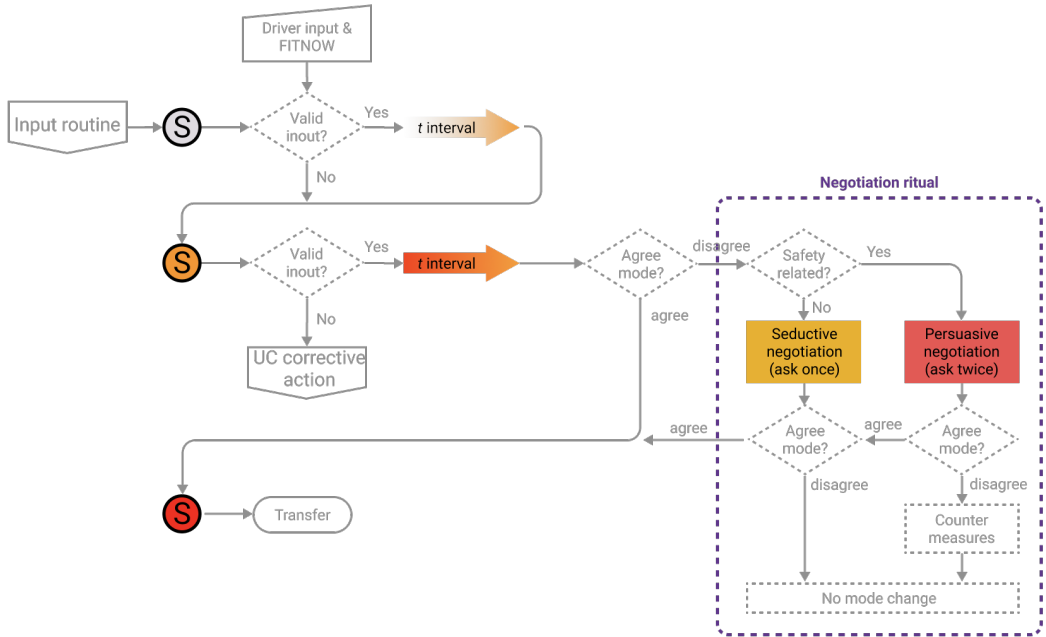 Driver input &
FITNOW
Input routine
S
Valid
inout?
Yes
t interval
No
Negotiation ritual
S
Valid
inout?
Yes
t interval
Agree
mode?
disagree
Safety
related?
Yes
No
agree
No
UC corrective
action
Seductive
negotiation
(ask once)
Persuasive
negotiation
(ask twice)
agree
Agree
mode?
agree
Agree
mode?
disagree
disagree
S
Transfer
Counter
measures
No mode change